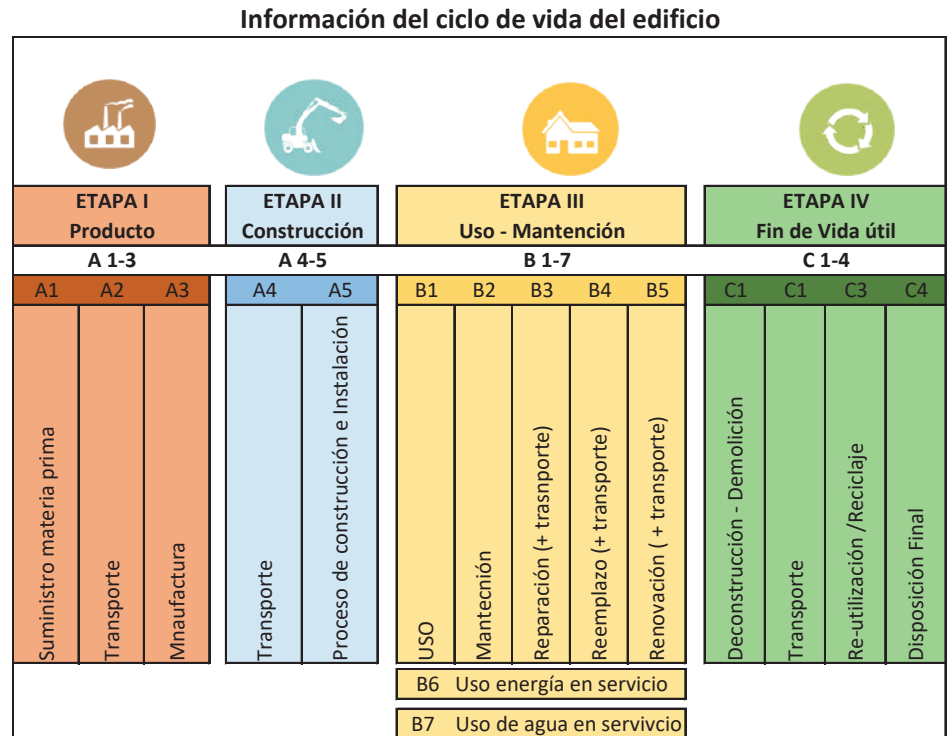 Información del ciclo de vida del edificio
ETAPA I
Producto
ETAPA II
Construcción
ETAPA III
Uso - Mantención
ETAPA IV
Fin de Vida útil
A 1-3
A 4-5
B 1-7
C 1-4
A1
A2
A3
A4
A5
B1
B2
B3
B4
B5
C1
C1
C3
C4
Suministro materia prima
Transporte
Mnaufactura
Transporte
Proceso de construcción e Instalación
USO
Mantecnión
Reparación (+ trasnporte)
Reemplazo (+ transporte)
Renovación ( + transporte)
Deconstrucción - Demolición
Transporte
Re-utilización /Reciclaje
Disposición Final
B6 Uso energía en servicio
B7 Uso de agua en servivcio